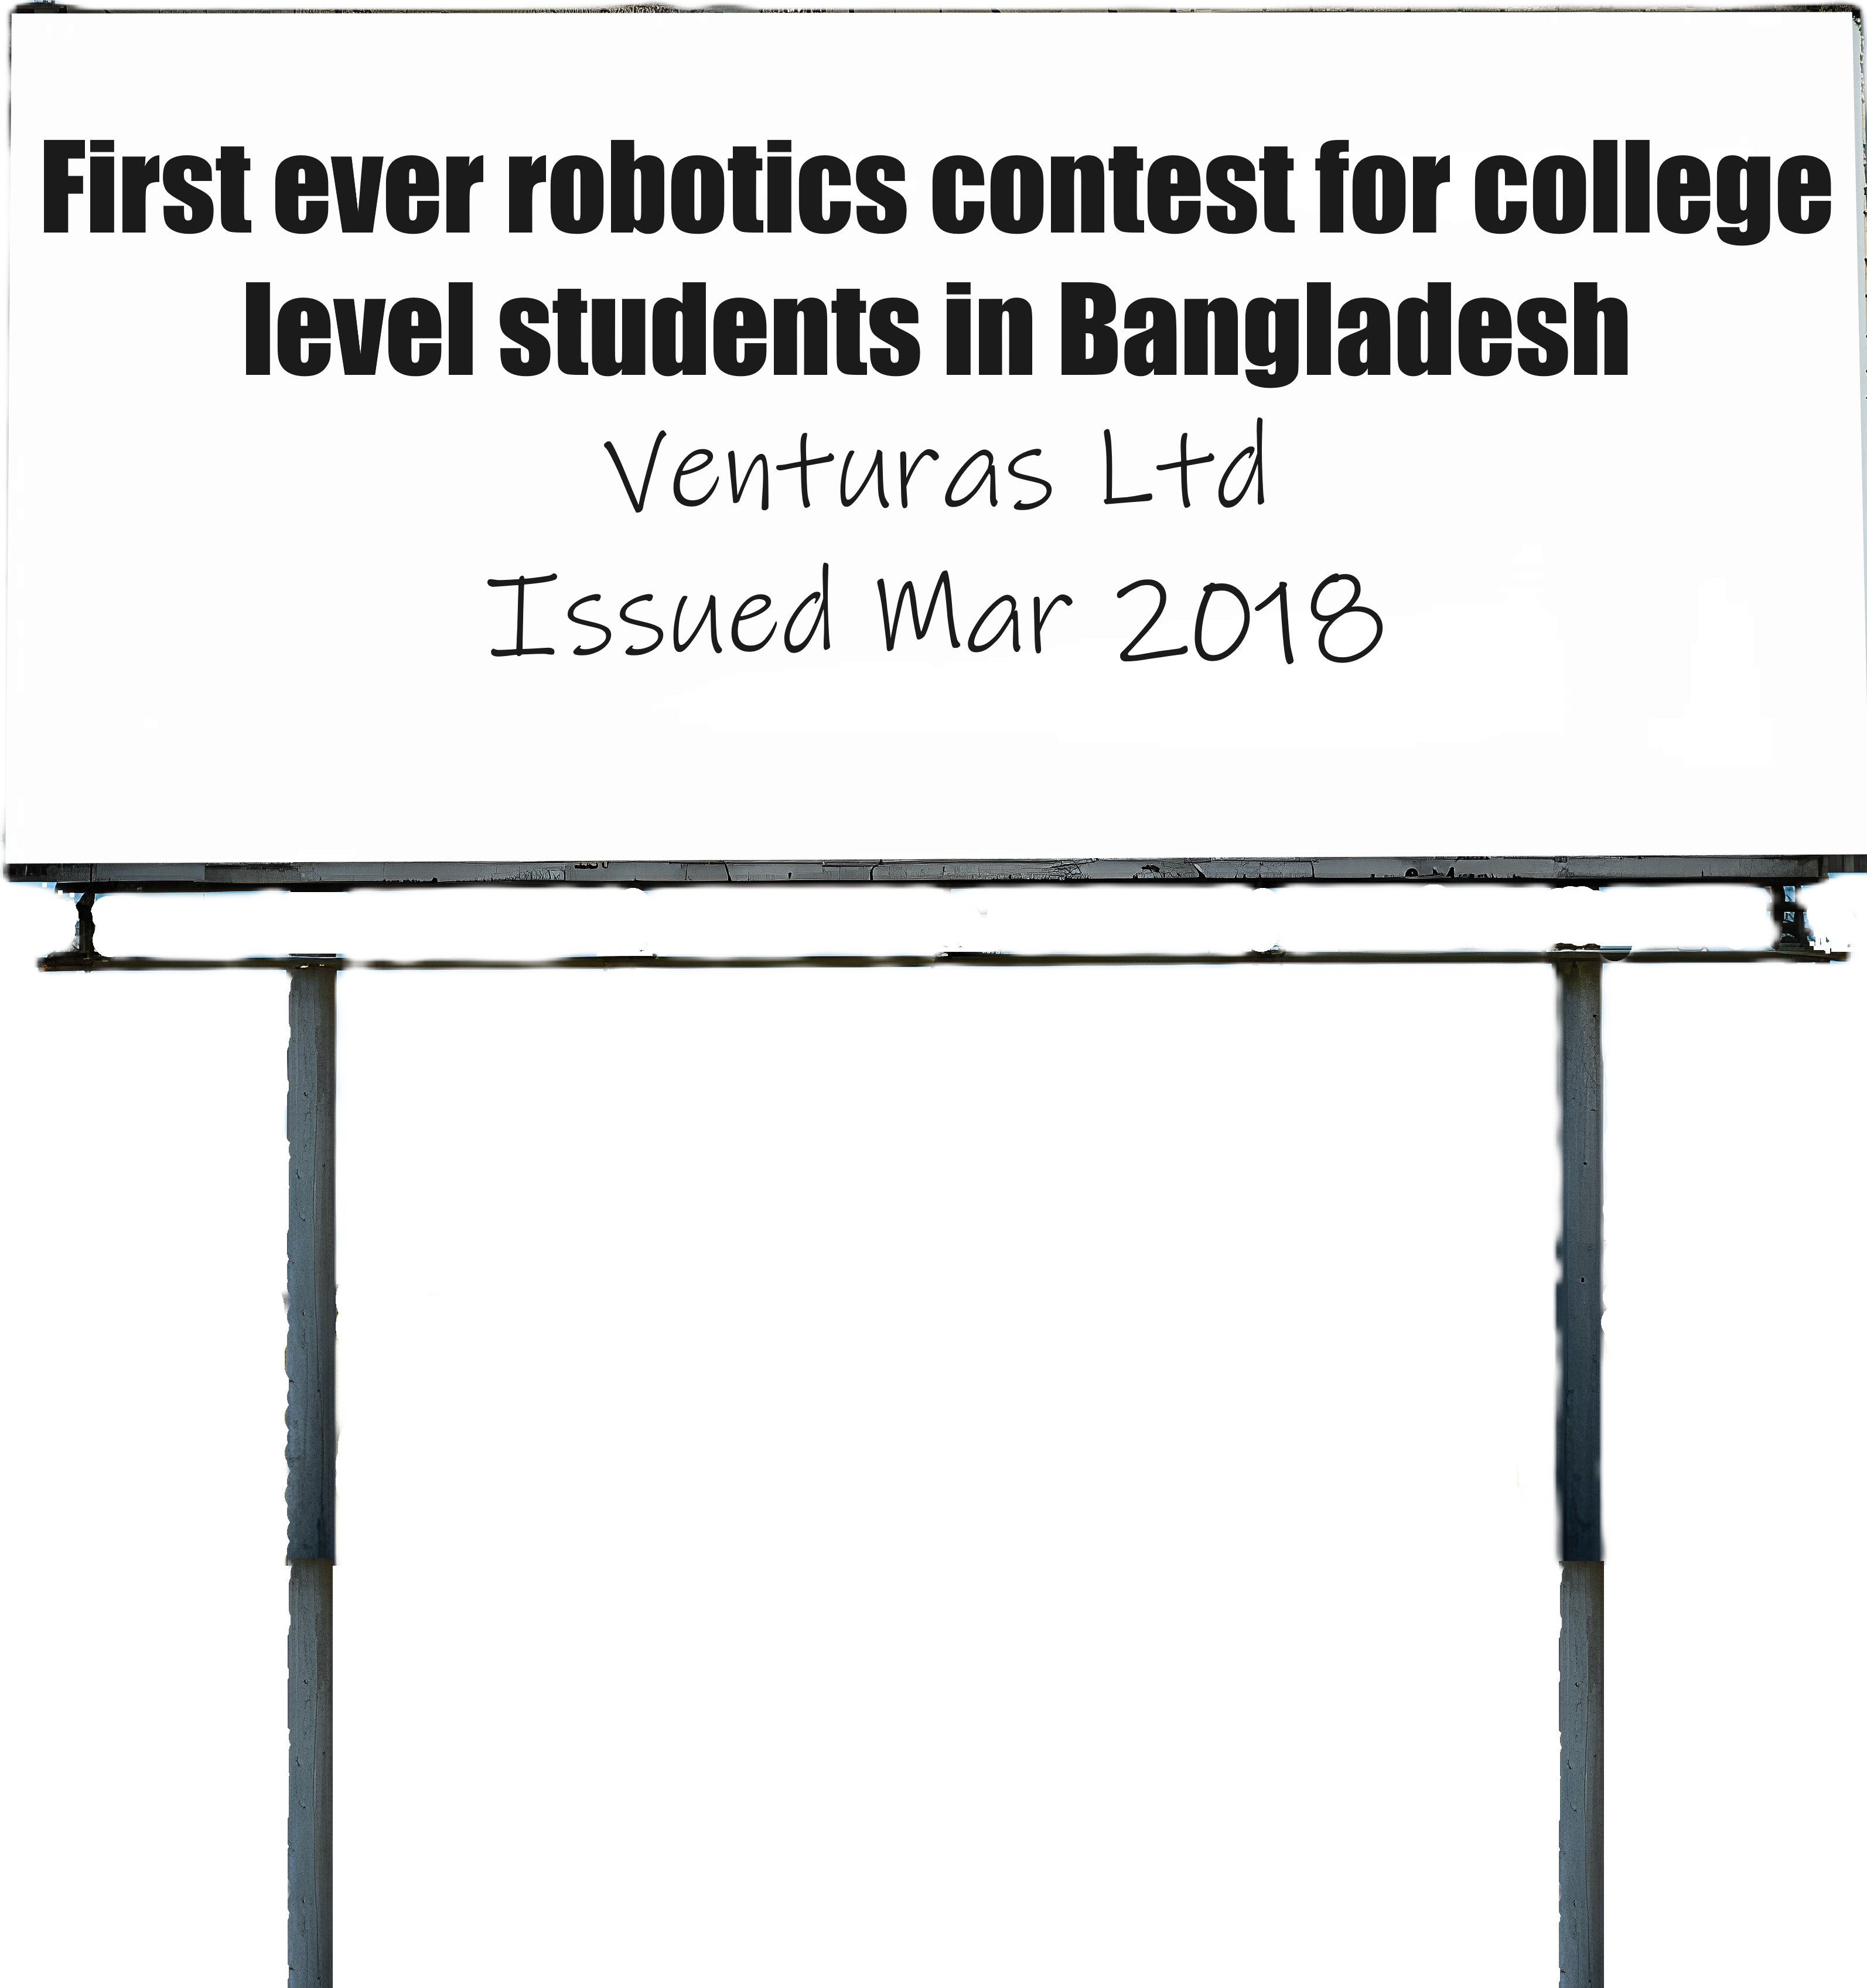 First ever robotics contest for college
level students in Bangladesh
Venturas Ltd
Issued Mar 2018